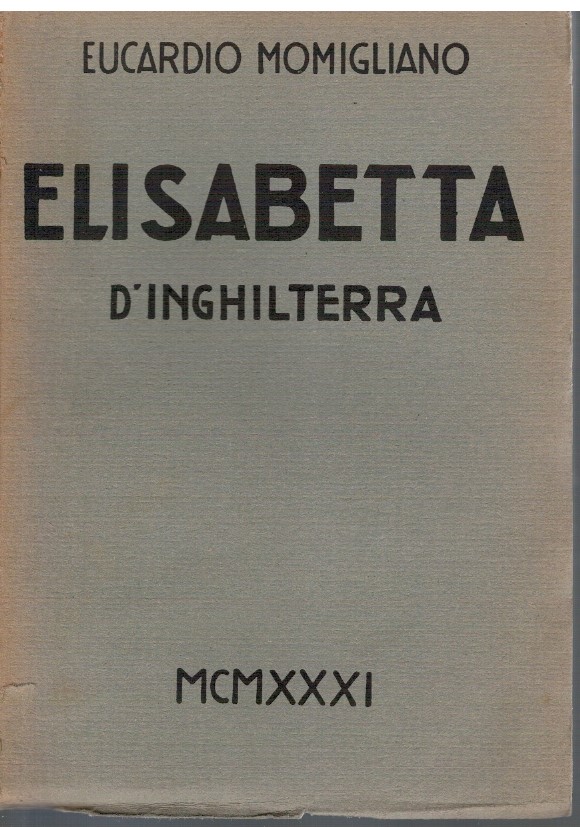 EUCARDIO MOMIGLIANO
ELISABETTA
D'INGHILTERRA
MCMXXXI